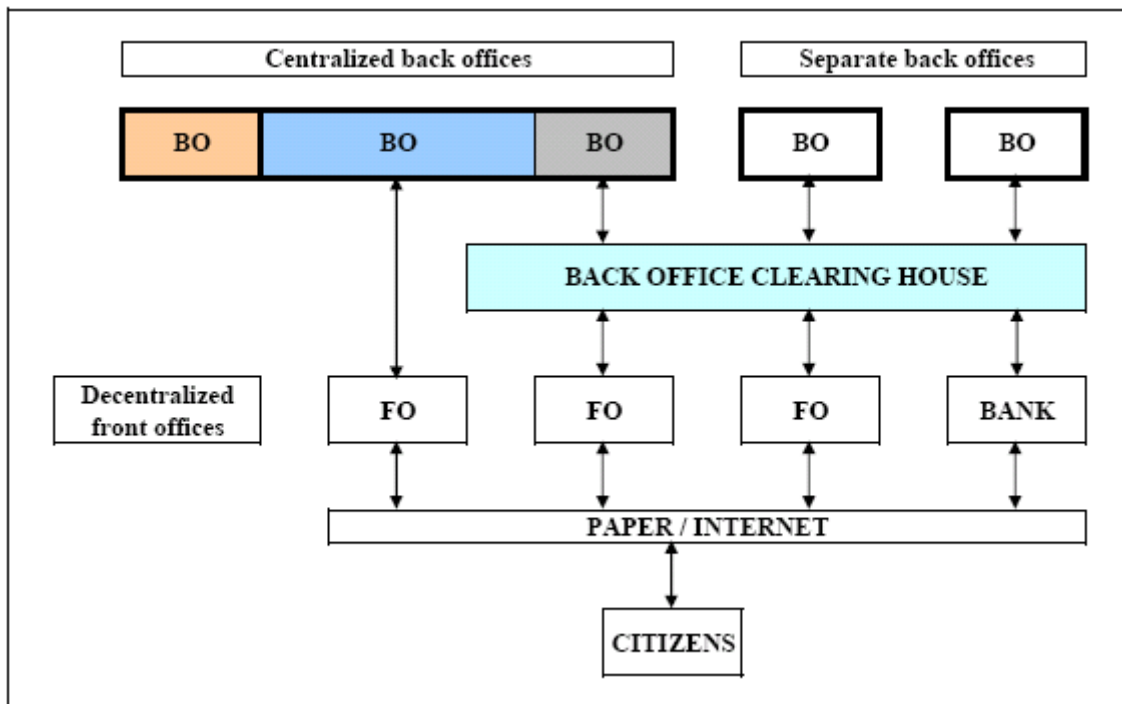 Centralized back offices
Separate back offices
BO
BO
BO
BO
BO
BACK OFFICE CLEARING HOUSE
Decentralized
front offices
FO
FO
FO
BANK
PAPER / INTERNET
CITIZENS